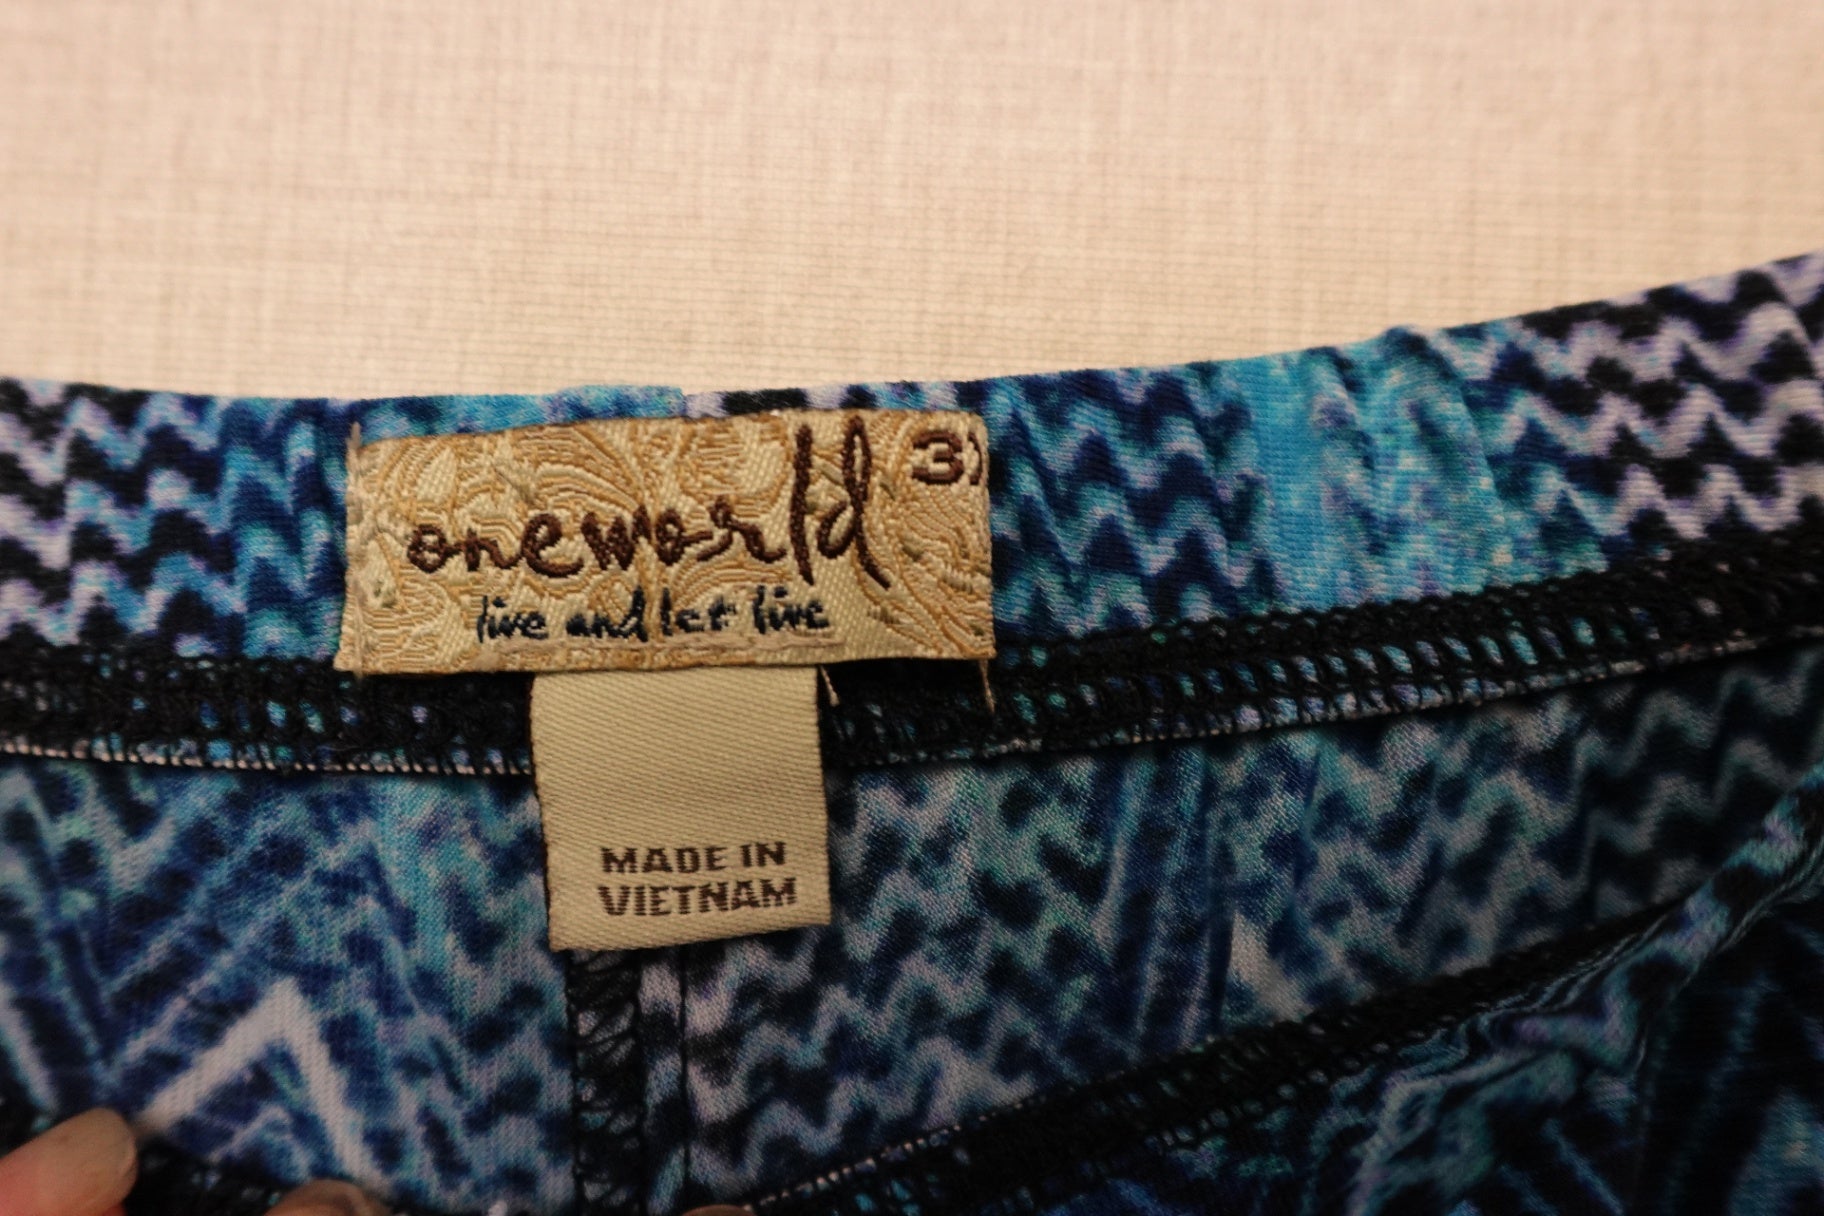 oneworld
live and let live
MADE IN
VIETNAM